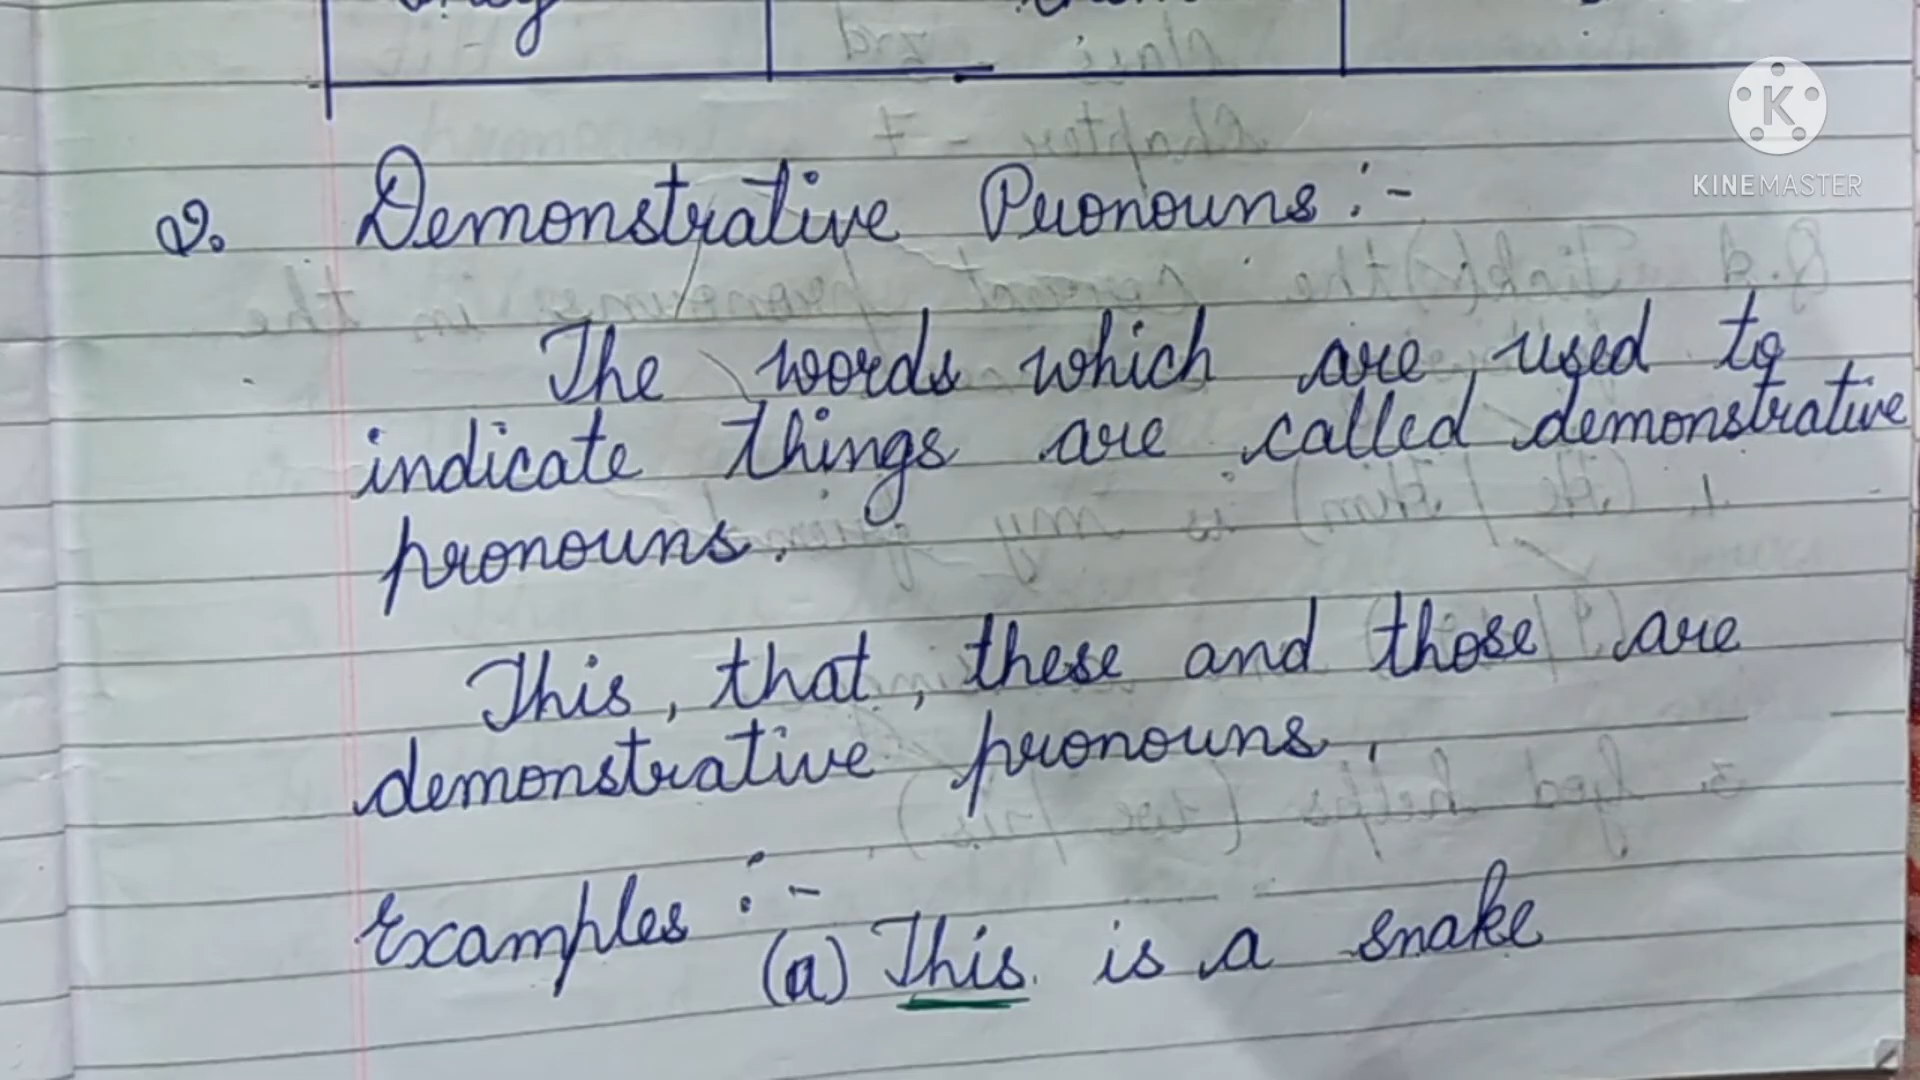 Q. Demonstrative Pronouns :-
The words which are used to
indicate things are called demonstrative
pronouns.
This, that, these and those are
demonstrative pronouns.
Examples :-
(a) This is a snake
K
KINEMASTER